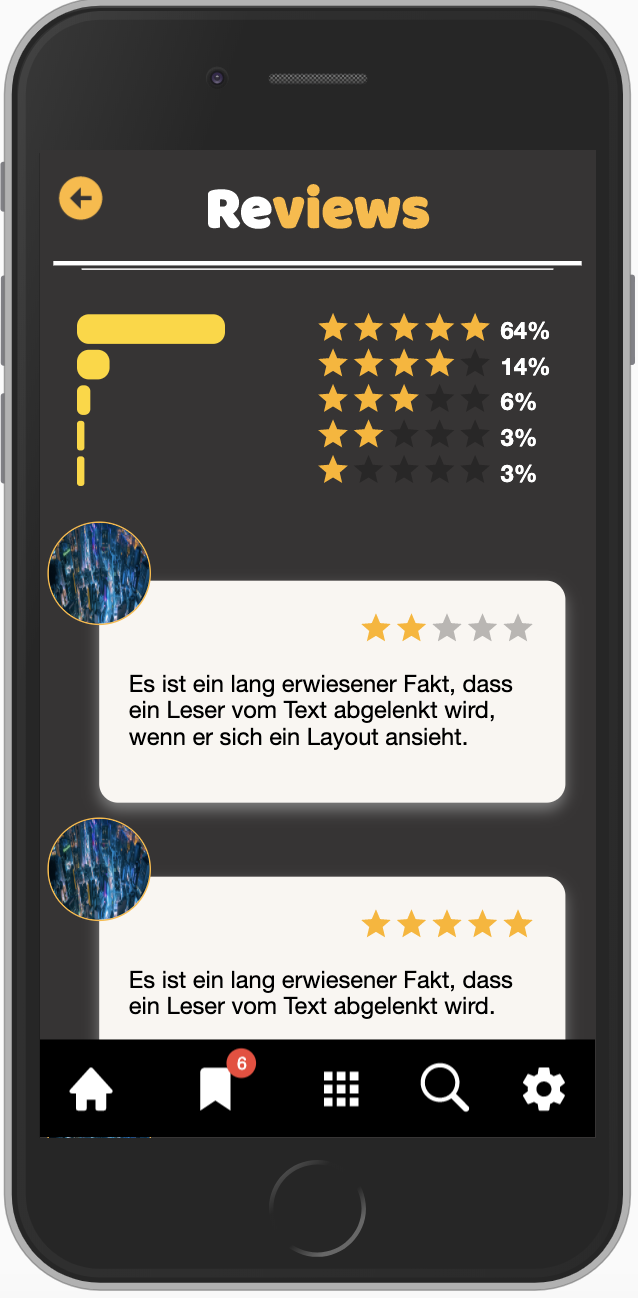 Reviews
64%
14%
6%
3%
3%
Es ist ein lang erwiesener Fakt, dass
ein Leser vom Text abgelenkt wird,
wenn er sich ein Layout ansieht.
Es ist ein lang erwiesener Fakt, dass
ein Leser vom Text abgelenkt wird.
6